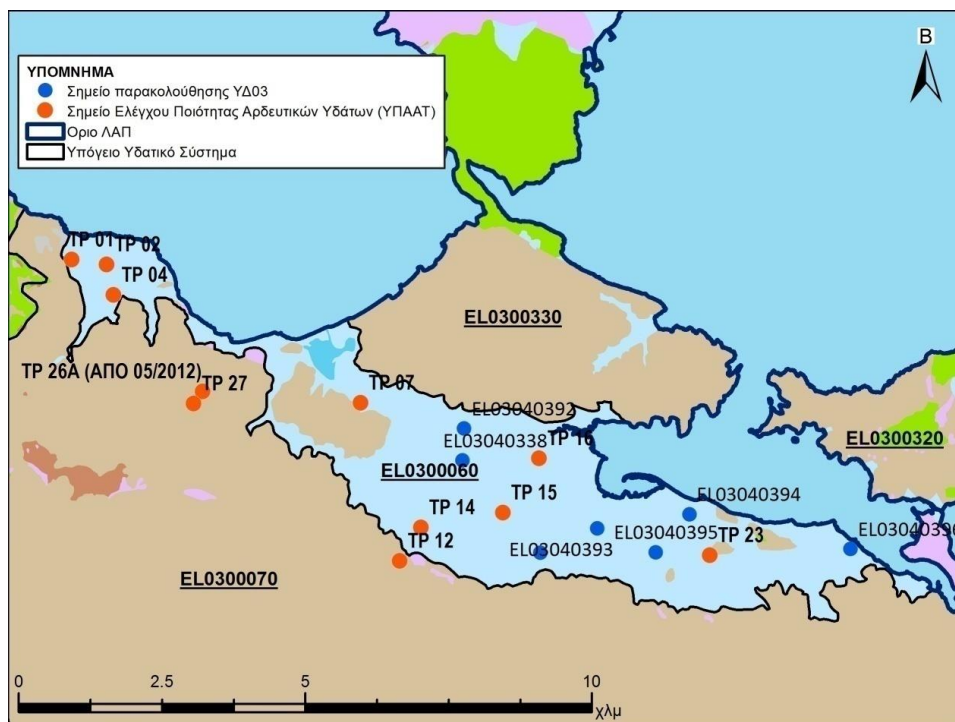 Β
ΥΠΟΜΝΗΜΑ
Σημείο παρακολούθησης ΥΔ03
Σημείο Ελέγχου Ποιότητας Αρδευτικών Υδάτων (ΥΠΑΑΤ)
Οριο ΛΑΠ
Υπόγειο Υδατικό Σύστημα
TP 01 TP 02
TP 04
EL0300330
TP 26A (ΑΠΟ 05/2012)
TP 27
TP 07
EL03040392
EL03040338
TP 16
EL0300320
EL0300060
TP 15
EL03040394
TP 14
TP 12
EL03040393
EL03040395
TP 23
EL03040396
EL0300070
0 2.5 5 10
χλμ